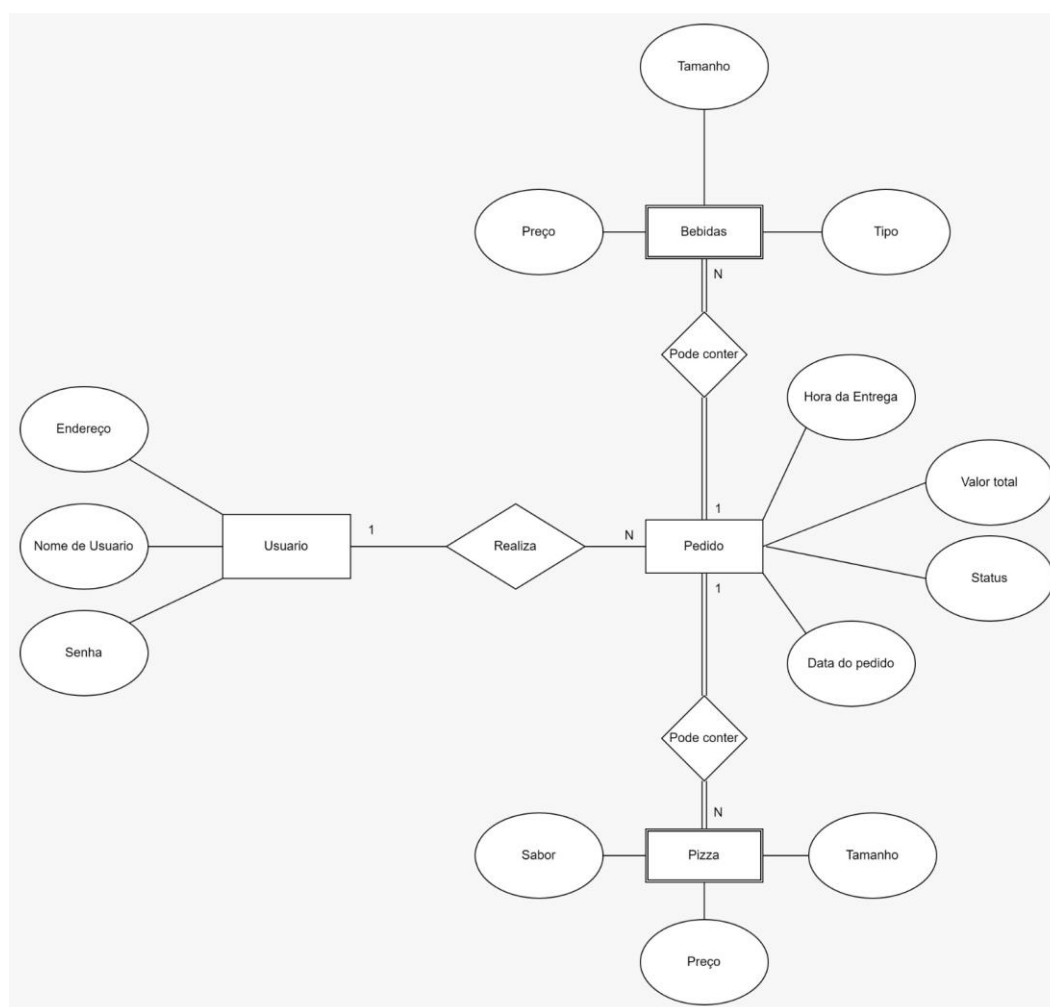 Tamanho
Preço
Bebidas
Tipo
N
Pode conter
Hora da Entrega
Endereço
Valor total
1
1
N
Nome de Usuario
Usuario
Realiza
Pedido
Status
1
Senha
Data do pedido
Pode conter
N
Sabor
Pizza
Tamanho
Preço